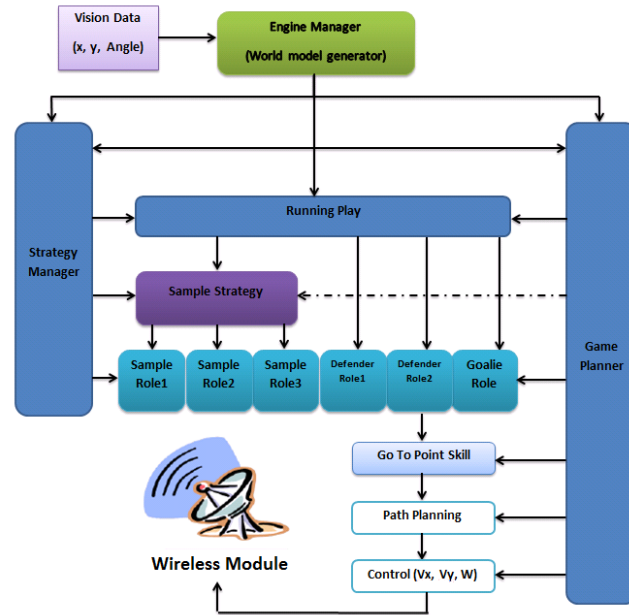 Vision Data
(x, y, Angle)
Engine Manager
(World model generator)
Running Play
Strategy
Manager
Sample Strategy
Game
Planner
Sample
Role1
Sample
Role2
Sample
Role3
Defender
Role1
Defender
Role2
Goalie
Role
Go To Point Skill
Path Planning
Wireless Module
Control (Vx, Vy, W)